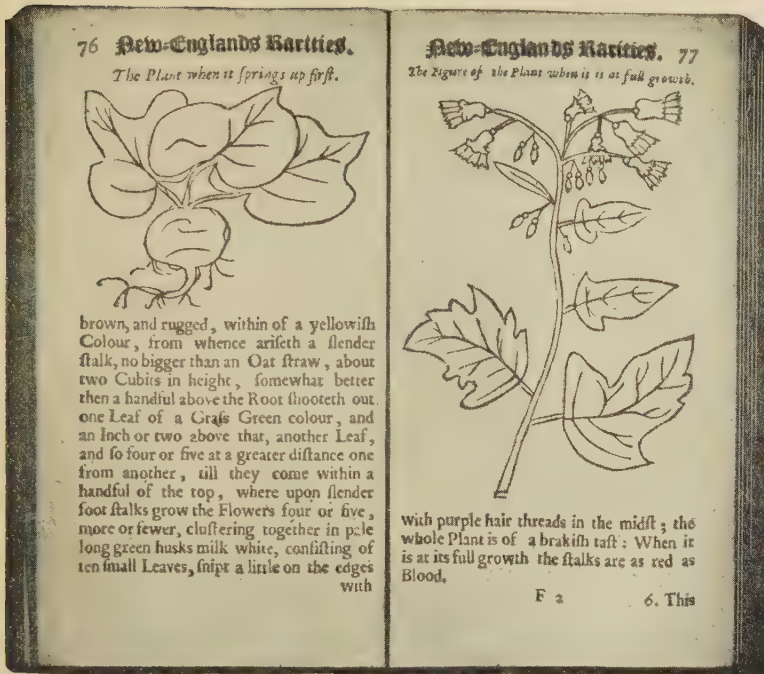 76 New-Englands Rarities.
The Plant when it ſprings up firſt.
brown, and rugged, within of a yellowiſh
Colour, from whence ariſeth a ſlender
ſtalk, no bigger than an Oat ſtraw, about
two Cubits in height, ſomewhat better
then a handful above the Root ſhooteth out
one Leaf of a Graſs Green colour, and
an Inch or two above that, another Leaf,
and ſo four or five at a greater diſtance one
from another, till they come within a
handful of the top, where upon ſlender
foot ſtalks grow the Flowers four or five,
more or fewer, cluſtering together in pale
long green husks milk white, conſiſting of
ten ſmall Leaves, ſnipt a little on the edges
with
New-Englands Rarities. 77
The Figure of the Plant when it is at full growth.
with purple hair threads in the midſt; the
whole Plant is of a brakiſh taſt: When it
is at its full growth the ſtalks are as red as
Blood.
F 2 6. This